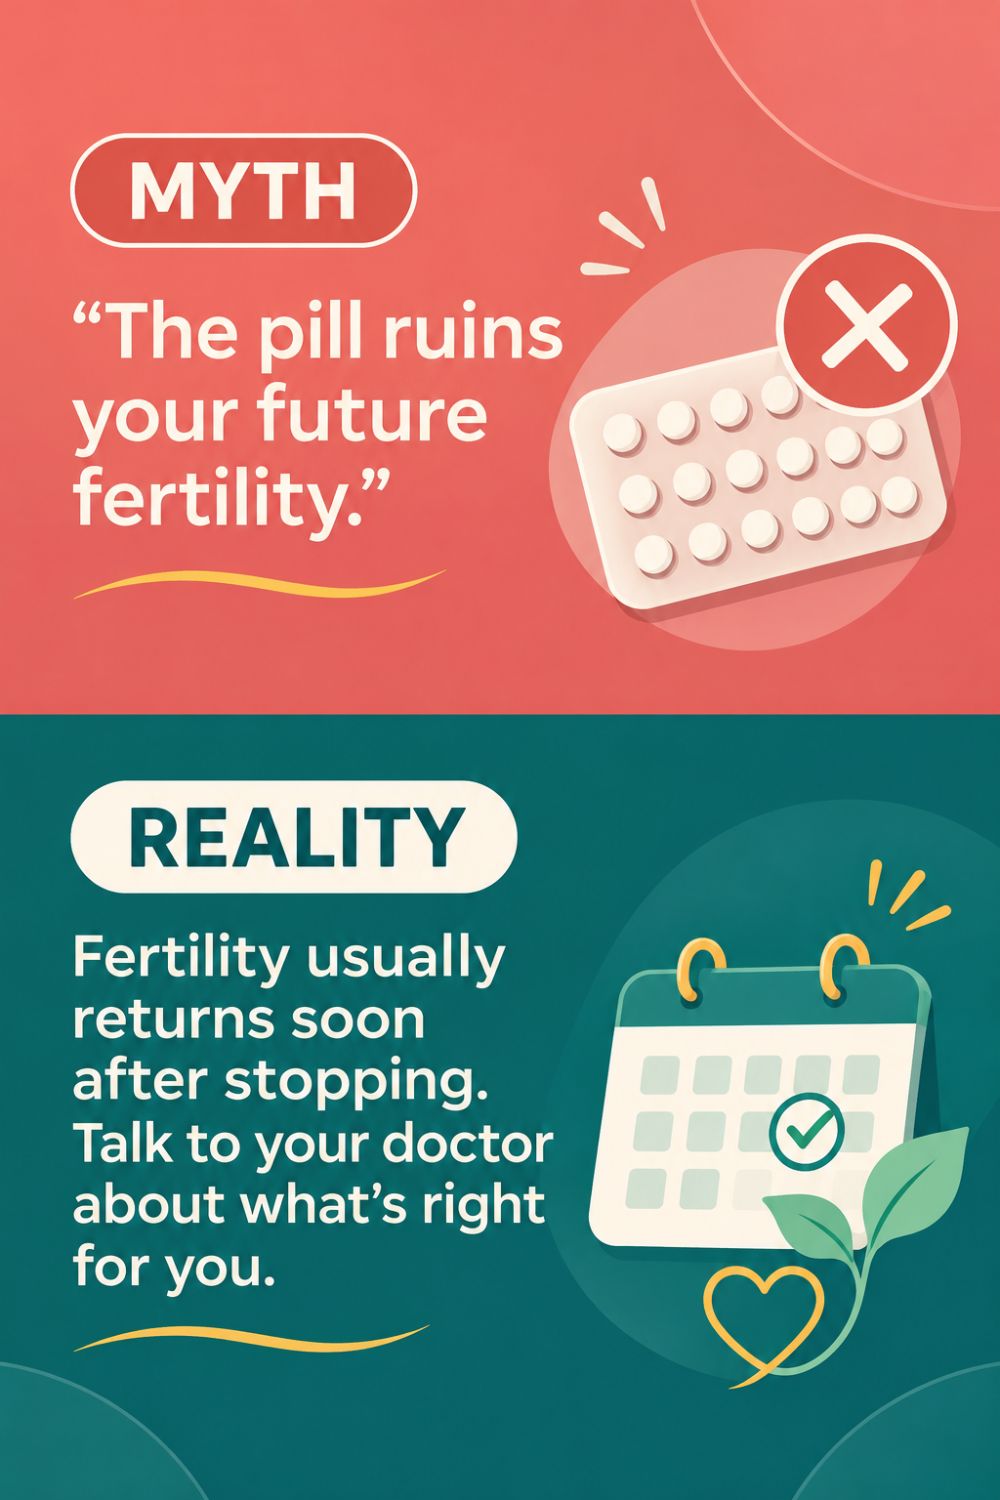 MYTH
“The pill ruins
your future
fertility.”
REALITY
Fertility usually
returns soon
after stopping.
Talk to your doctor
about what’s right
for you.